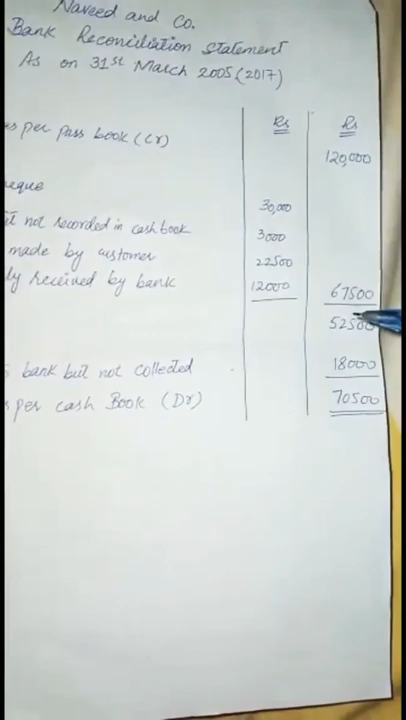 Naveed and Co.
Bank Reconciliation Statement
As on 31st March 2005 (2017)
Rs Rs
as per Pass book (Cr) 120,000
30,000
not recorded in cash book 3000
made by customer 22500
received by bank 12000 67500
52500
bank but not collected 18000
per cash Book (Dr) 70500